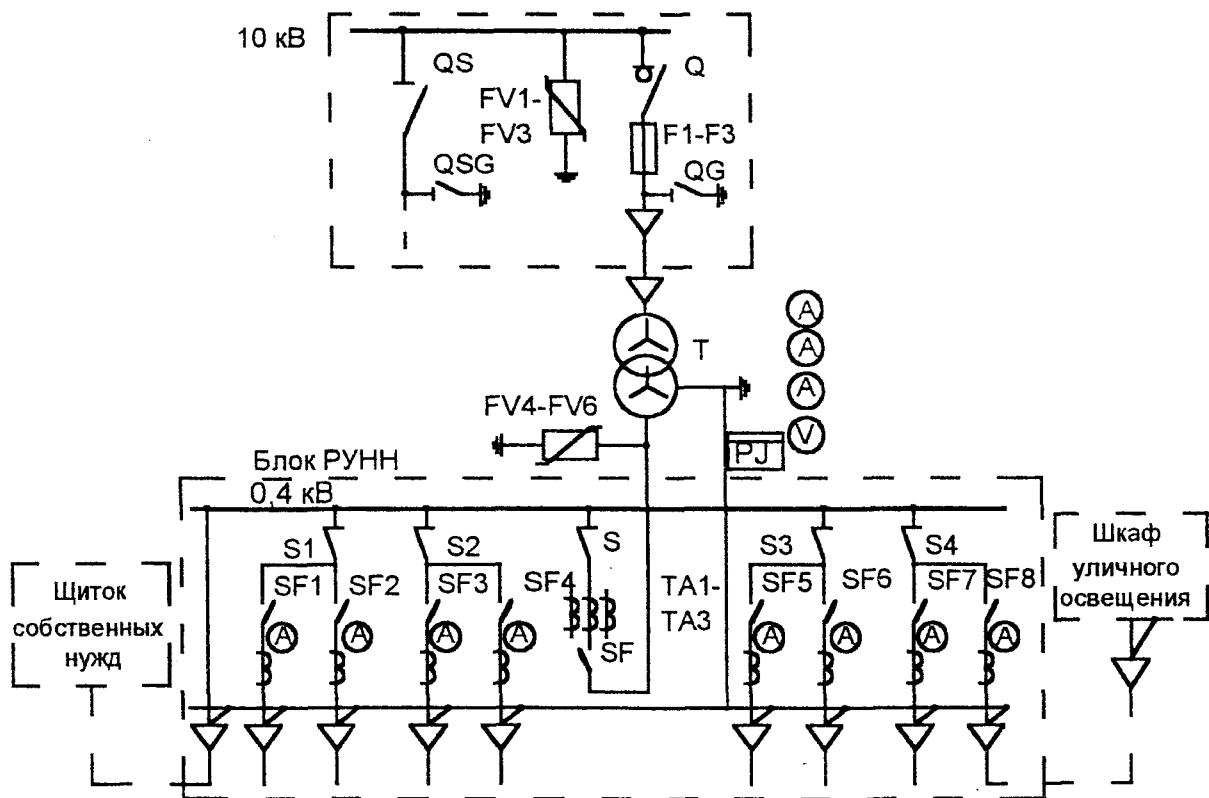 10 кВ
QS
Q
FV1-
FV3
F1-F3
QSG
QG
T
A
A
A
V
FV4-FV6
PJ
Блок РУНН
0,4 кВ
S1
S2
S
S3
S4
SF1
SF2
SF3
SF4
TA1-
TA3
SF5
SF6
SF7
SF8
A
A
A
A
SF
A
A
A
A
Щиток
собственных
нужд
Шкаф
уличного
освещения